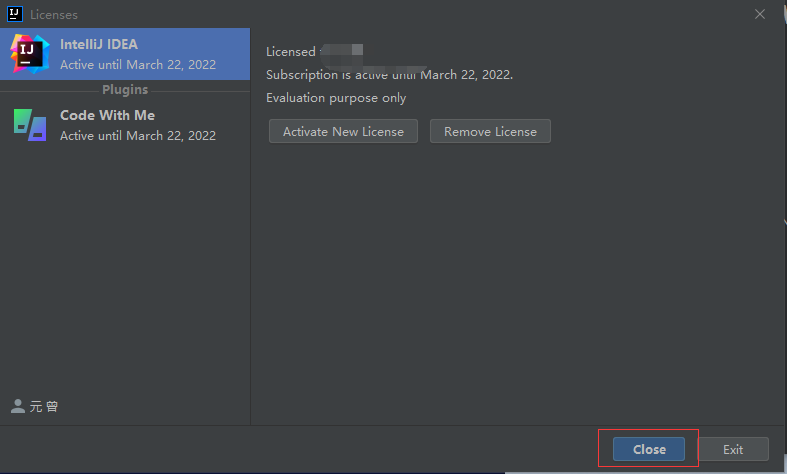 Licenses
IntelliJ IDEA
Active until March 22, 2022
Plugins
Code With Me
Active until March 22, 2022
元 曾
Licensed
Subscription is active until March 22, 2022.
Evaluation purpose only
Activate New License
Remove License
Close
Exit